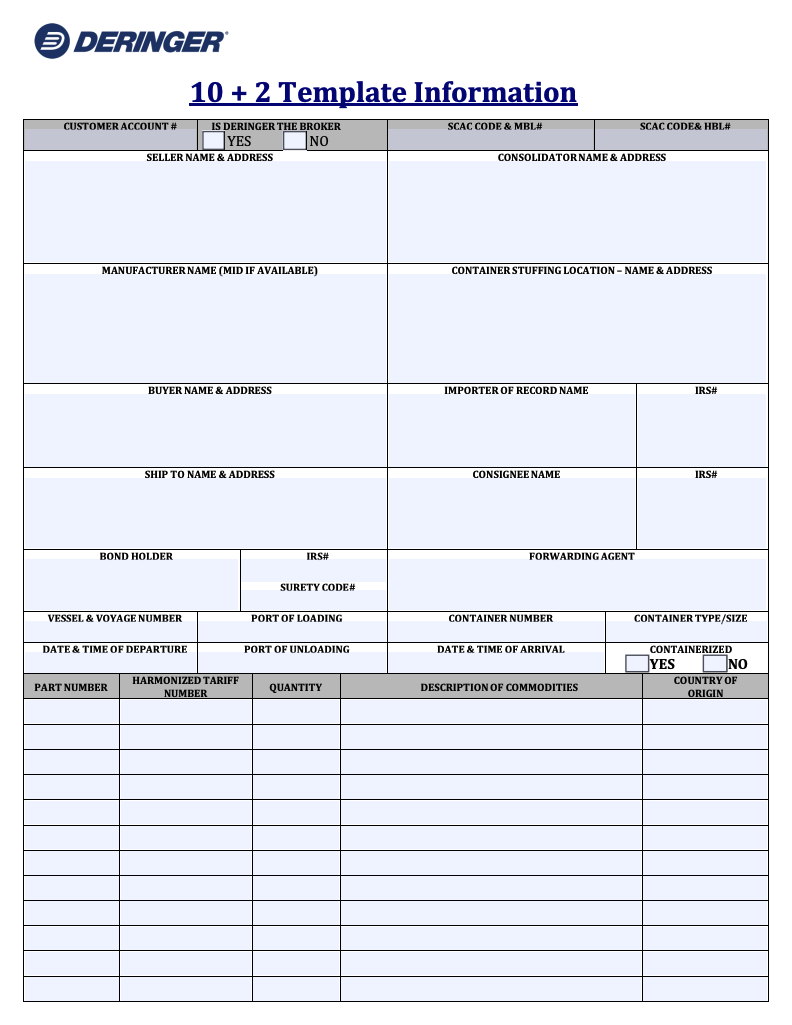 DERINGER
10 + 2 Template Information
CUSTOMER ACCOUNT #
IS DERINGER THE BROKER
YES NO
SCAC CODE & MBL#
SCAC CODE& HBL#
SELLER NAME & ADDRESS
CONSOLIDATOR NAME & ADDRESS
MANUFACTURER NAME (MID IF AVAILABLE)
CONTAINER STUFFING LOCATION – NAME & ADDRESS
BUYER NAME & ADDRESS
IMPORTER OF RECORD NAME
IRS#
SHIP TO NAME & ADDRESS
CONSIGNEE NAME
IRS#
BOND HOLDER
IRS#
SURETY CODE#
FORWARDING AGENT
VESSEL & VOYAGE NUMBER
PORT OF LOADING
CONTAINER NUMBER
CONTAINER TYPE/SIZE
DATE & TIME OF DEPARTURE
PORT OF UNLOADING
DATE & TIME OF ARRIVAL
CONTAINERIZED
YES NO
PART NUMBER
HARMONIZED TARIFF
NUMBER
QUANTITY
DESCRIPTION OF COMMODITIES
COUNTRY OF
ORIGIN